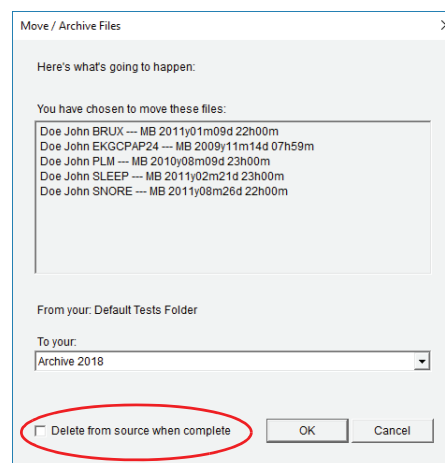 Move / Archive Files
Here's what's going to happen:
You have chosen to move these files:
Doe John BRUX --- MB 2011y01m09d 22h00m
Doe John EKGCPAP24 --- MB 2009y11m14d 07h59m
Doe John PLM --- MB 2010y08m09d 23h00m
Doe John SLEEP --- MB 2011y02m21d 23h00m
Doe John SNORE --- MB 2011y08m26d 22h00m
From your: Default Tests Folder
To your:
Archive 2018
Delete from source when complete
OK Cancel